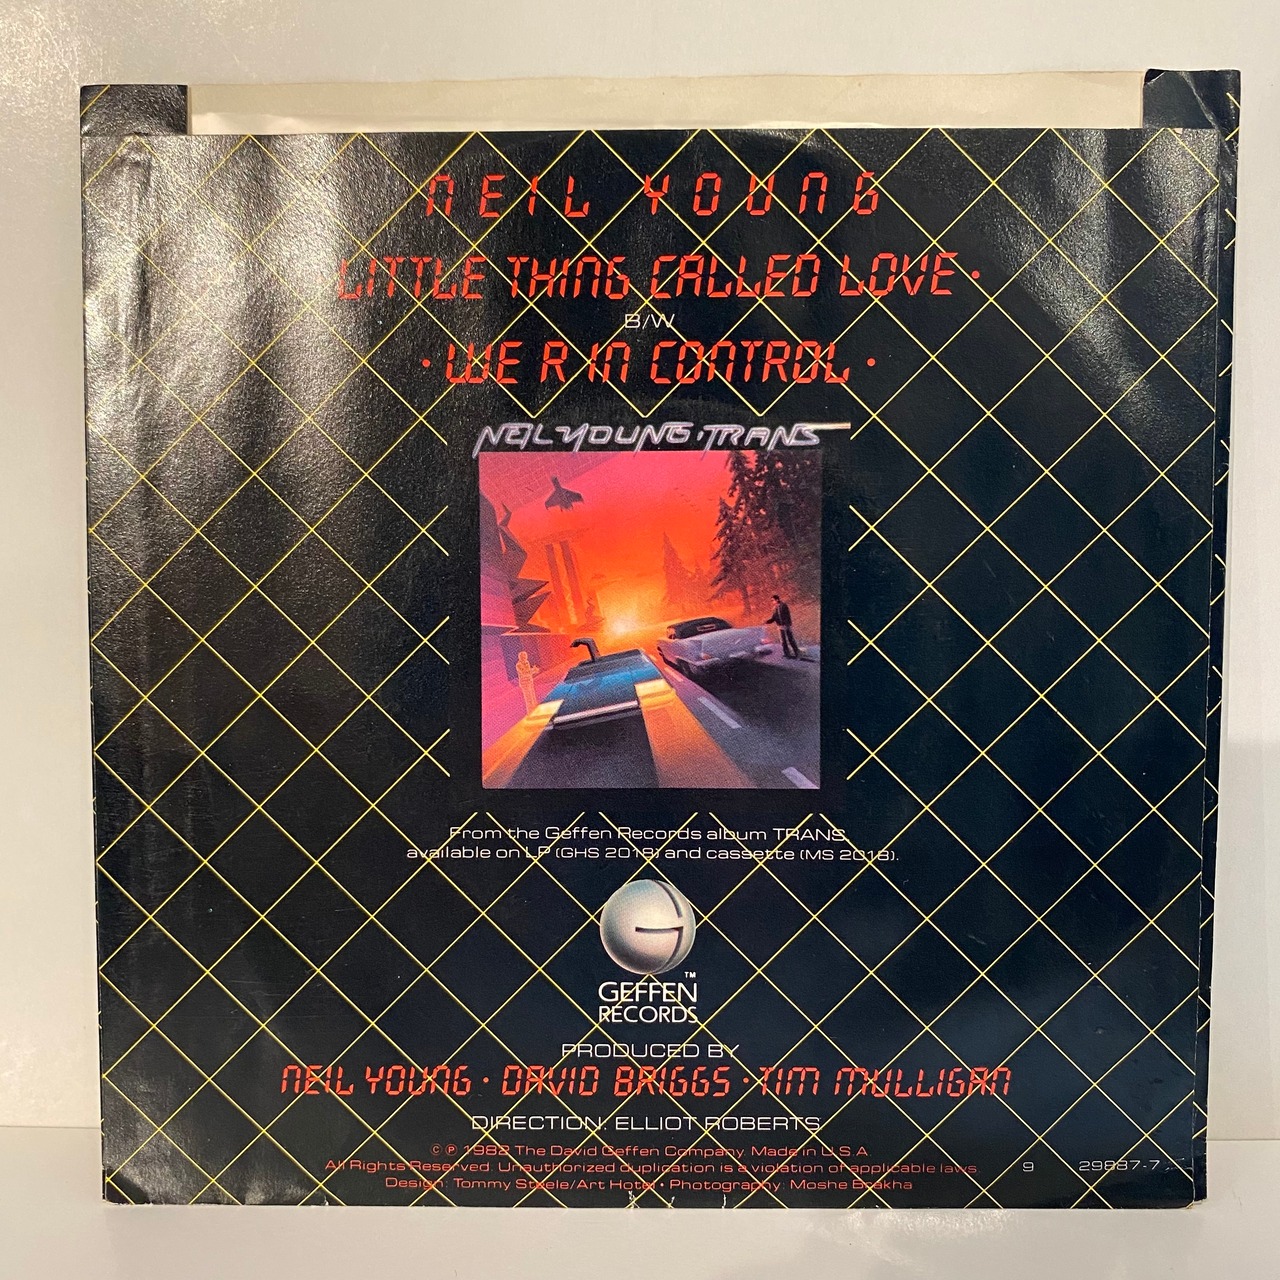 NEIL YOUNG
LITTLE THING CALLED LOVE •
B/W
• WE R IN CONTROL •
NEIL YOUNG • TRANS
From the Geffen Records album TRANS
available on LP (GHS 2018) and cassette (MS 2018).
TM
GEFFEN
RECORDS
PRODUCED BY
NEIL YOUNG • DAVID BRIGGS • TIM MULLIGAN
DIRECTION: ELLIOT ROBERTS
© ℗ 1982 The David Geffen Company. Made in U.S.A.
All Rights Reserved. Unauthorized duplication is a violation of applicable laws. 9 29887-7
Design: Tommy Steele/Art Hotel • Photography: Moshe Brakha